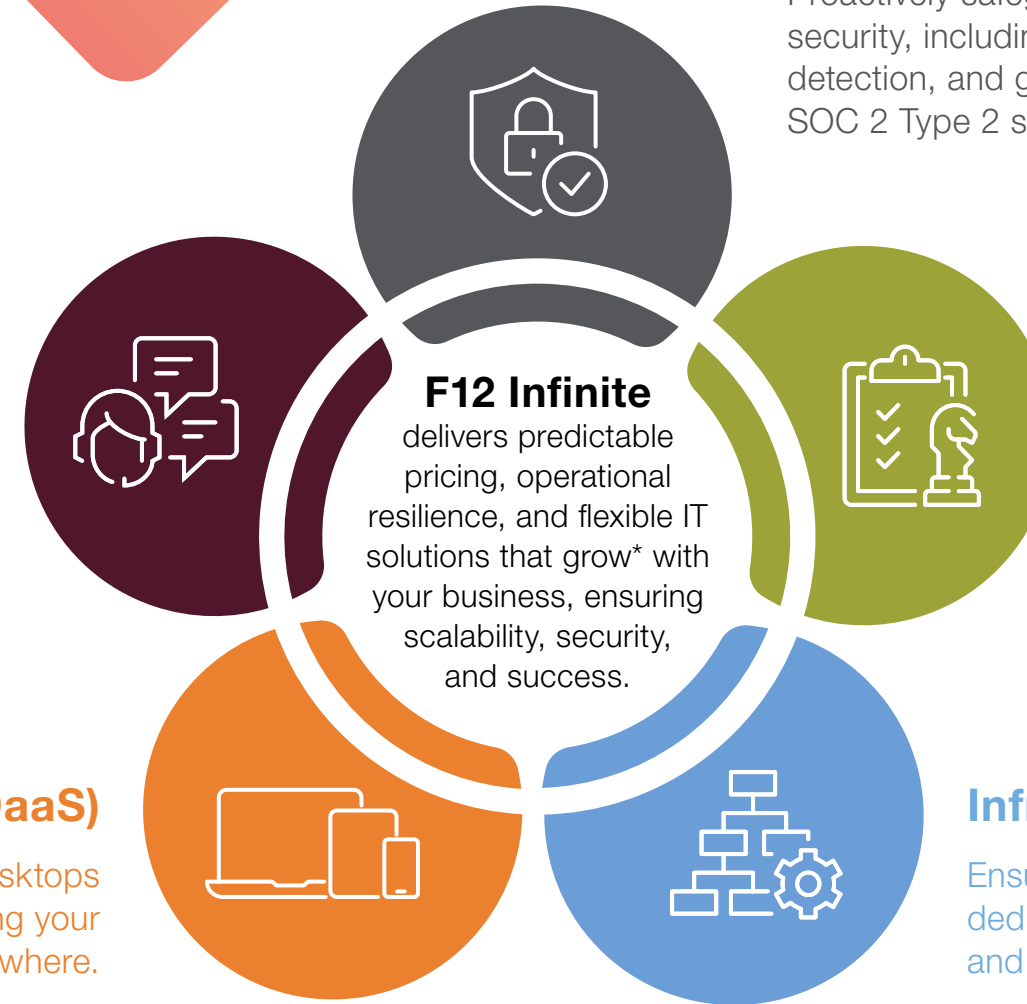 security, including
detection, and g
SOC 2 Type 2 s
F12 Infinite
delivers predictable
pricing, operational
resilience, and flexible IT
solutions that grow* with
your business, ensuring
scalability, security,
and success.
aaS)
sktops
ng your
where.
Inf
Ensu
ded
and